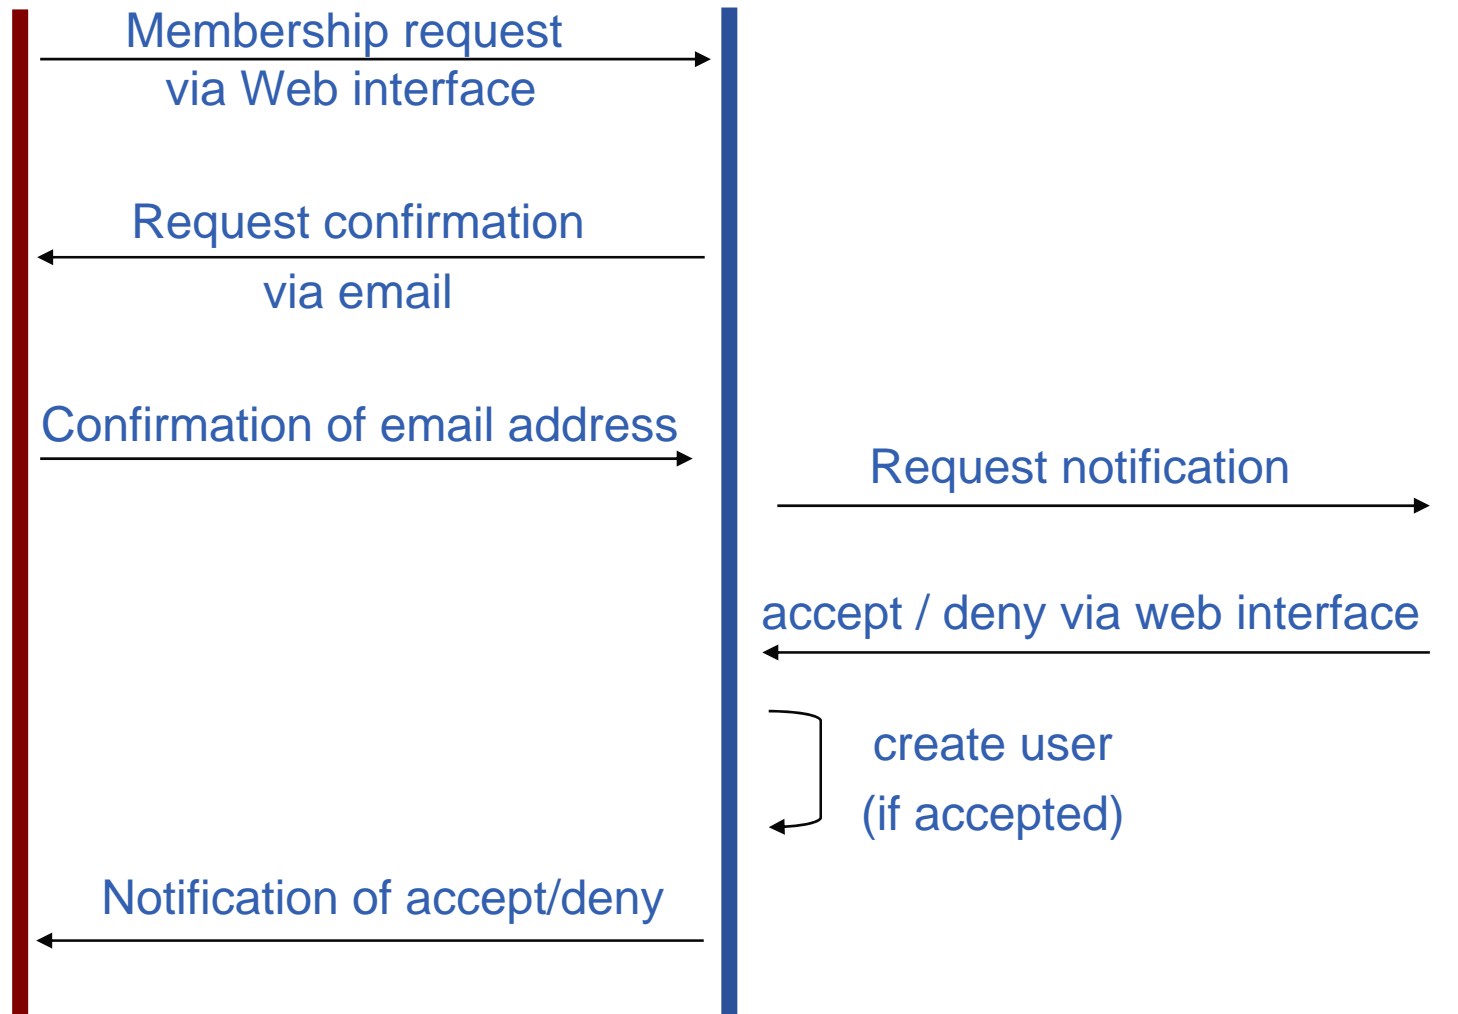 Membership request
via Web interface
Request confirmation
via email
Confirmation of email address
Request notification
accept / deny via web interface
create user
(if accepted)
Notification of accept/deny